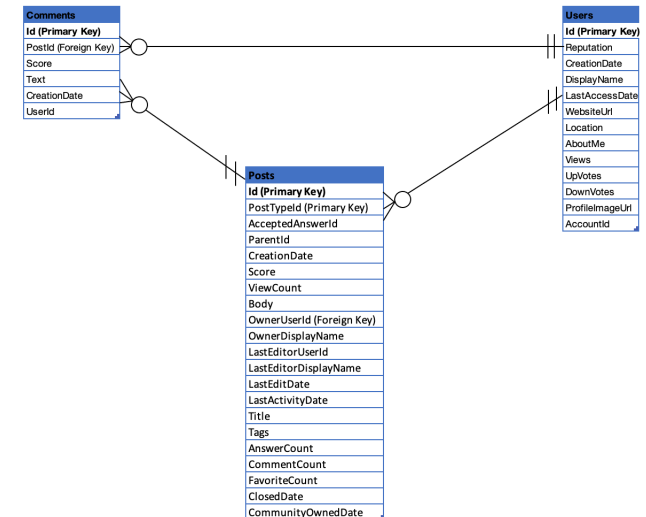 Comments
Id (Primary Key)
PostId (Foreign Key)
Score
Text
CreationDate
UserId
Users
Id (Primary Key)
Reputation
CreationDate
DisplayName
LastAccessDate
WebsiteUrl
Location
AboutMe
Views
UpVotes
DownVotes
ProfileImageUrl
AccountId
Posts
Id (Primary Key)
PostTypeId (Primary Key)
AcceptedAnswerId
ParentId
CreationDate
Score
ViewCount
Body
OwnerUserId (Foreign Key)
OwnerDisplayName
LastEditorUserId
LastEditorDisplayName
LastEditDate
LastActivityDate
Title
Tags
AnswerCount
CommentCount
FavoriteCount
ClosedDate
CommunityOwnedDate